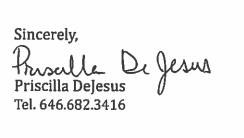 Sincerely,
Priscilla De Jesus
Priscilla DeJesus
Tel. 646.682.3416